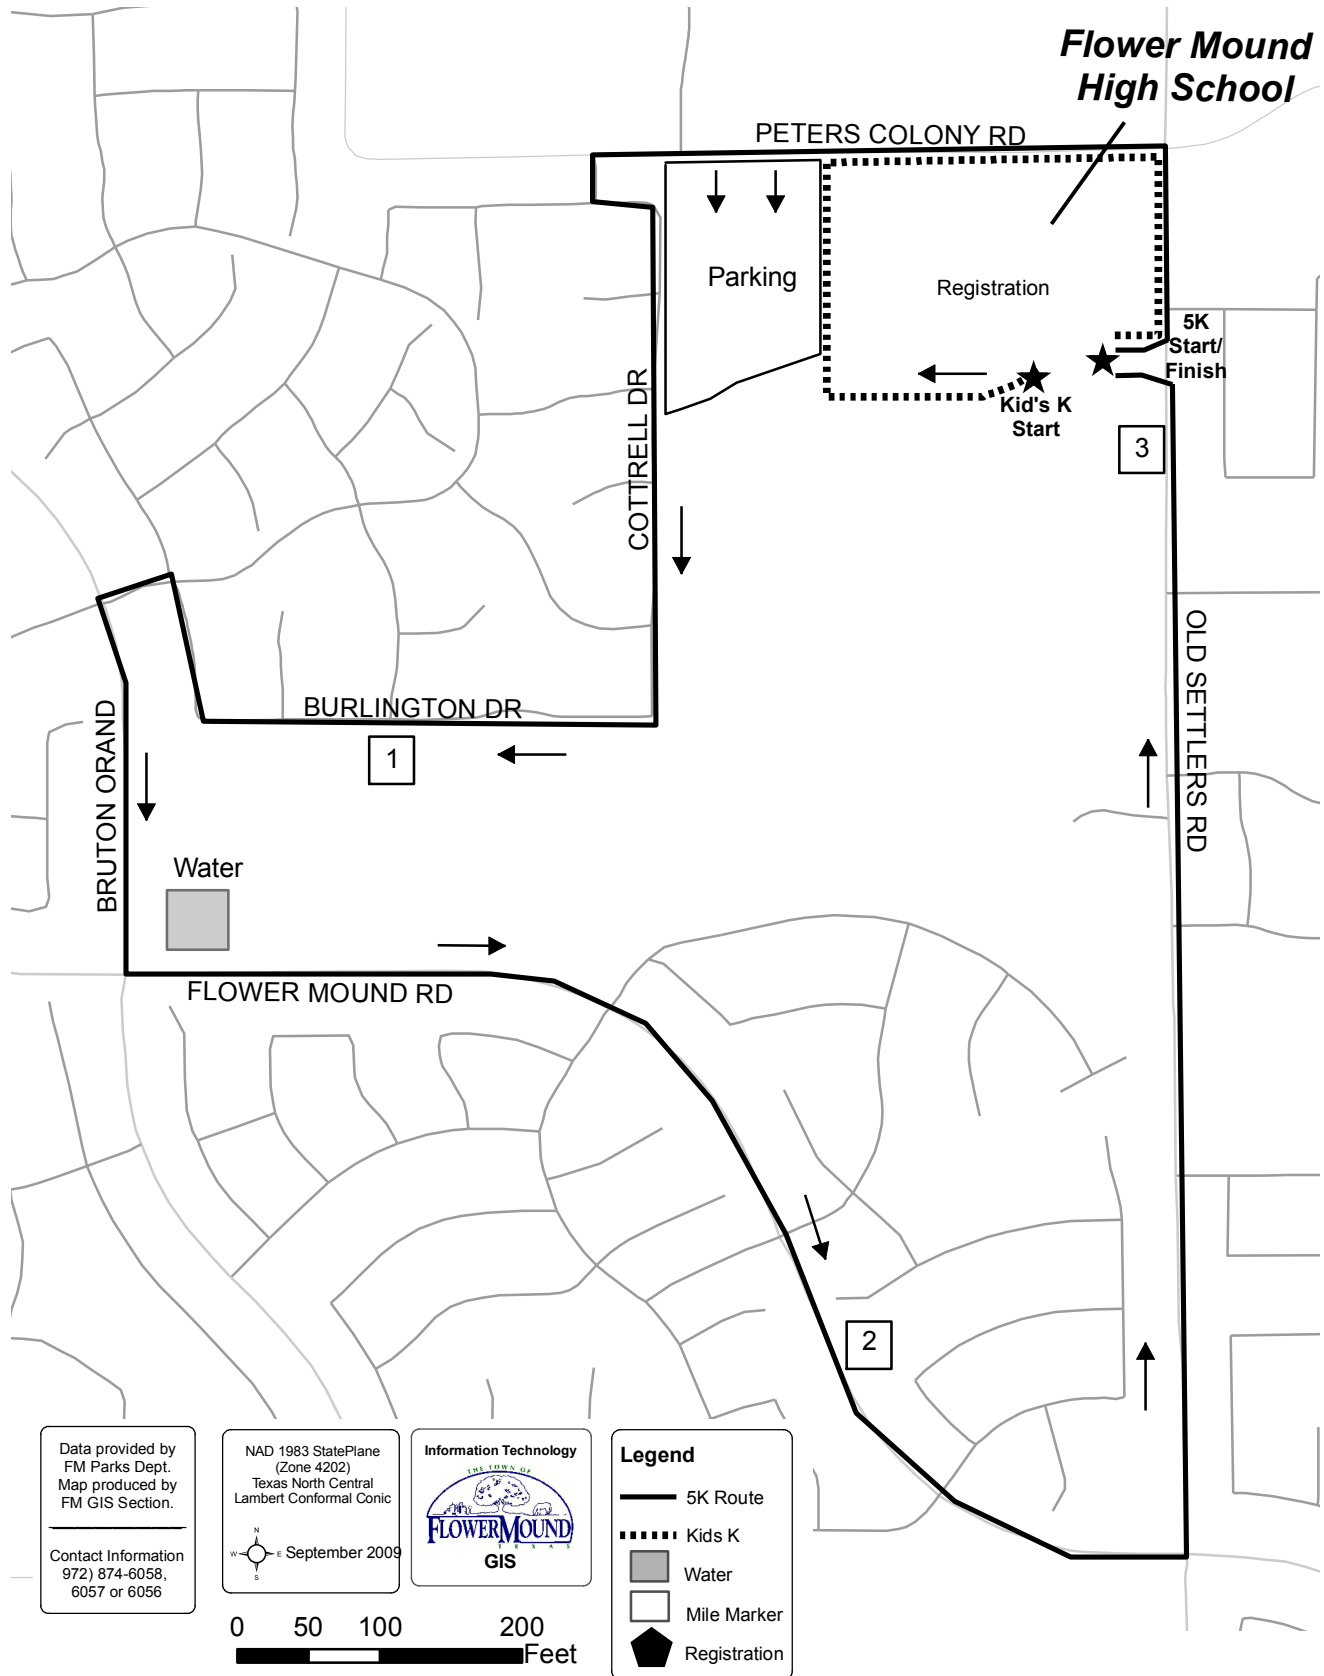 Flower Mound
High School
PETERS COLONY RD
Parking
Registration
5K
Start/
Finish
Kid's K
Start
3
COTTRELL DR
OLD SETTLERS RD
BURLINGTON DR
1
BRUTON ORAND
Water
FLOWER MOUND RD
2
Data provided by
FM Parks Dept.
Map produced by
FM GIS Section.
Contact Information
972) 874-6058,
6057 or 6056
NAD 1983 StatePlane
(Zone 4202)
Texas North Central
Lambert Conformal Conic
N
W
E
S
September 2009
Information Technology
THE TOWN OF
FLOWER MOUND
TEXAS
GIS
Legend
5K Route
Kids K
Water
Mile Marker
Registration
0 50 100 200
Feet